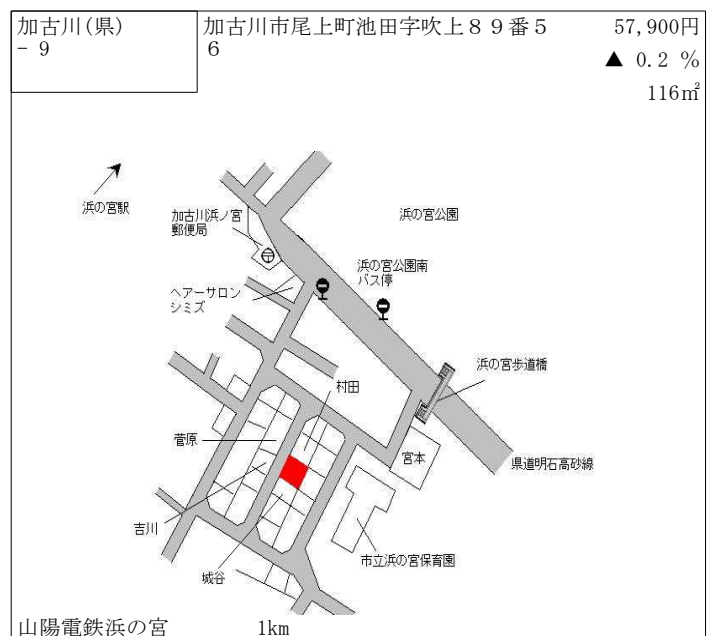 加古川(県)
- 9
加古川市尾上町池田字吹上８９番５
６
57,900円
▲ 0.2 %
116㎡
浜の宮駅
加古川浜ノ宮
郵便局
浜の宮公園
浜の宮公園南
バス停
ヘアーサロン
シミズ
浜の宮歩道橋
村田
菅原
宮本
県道明石高砂線
吉川
市立浜の宮保育園
城谷
山陽電鉄浜の宮
1km